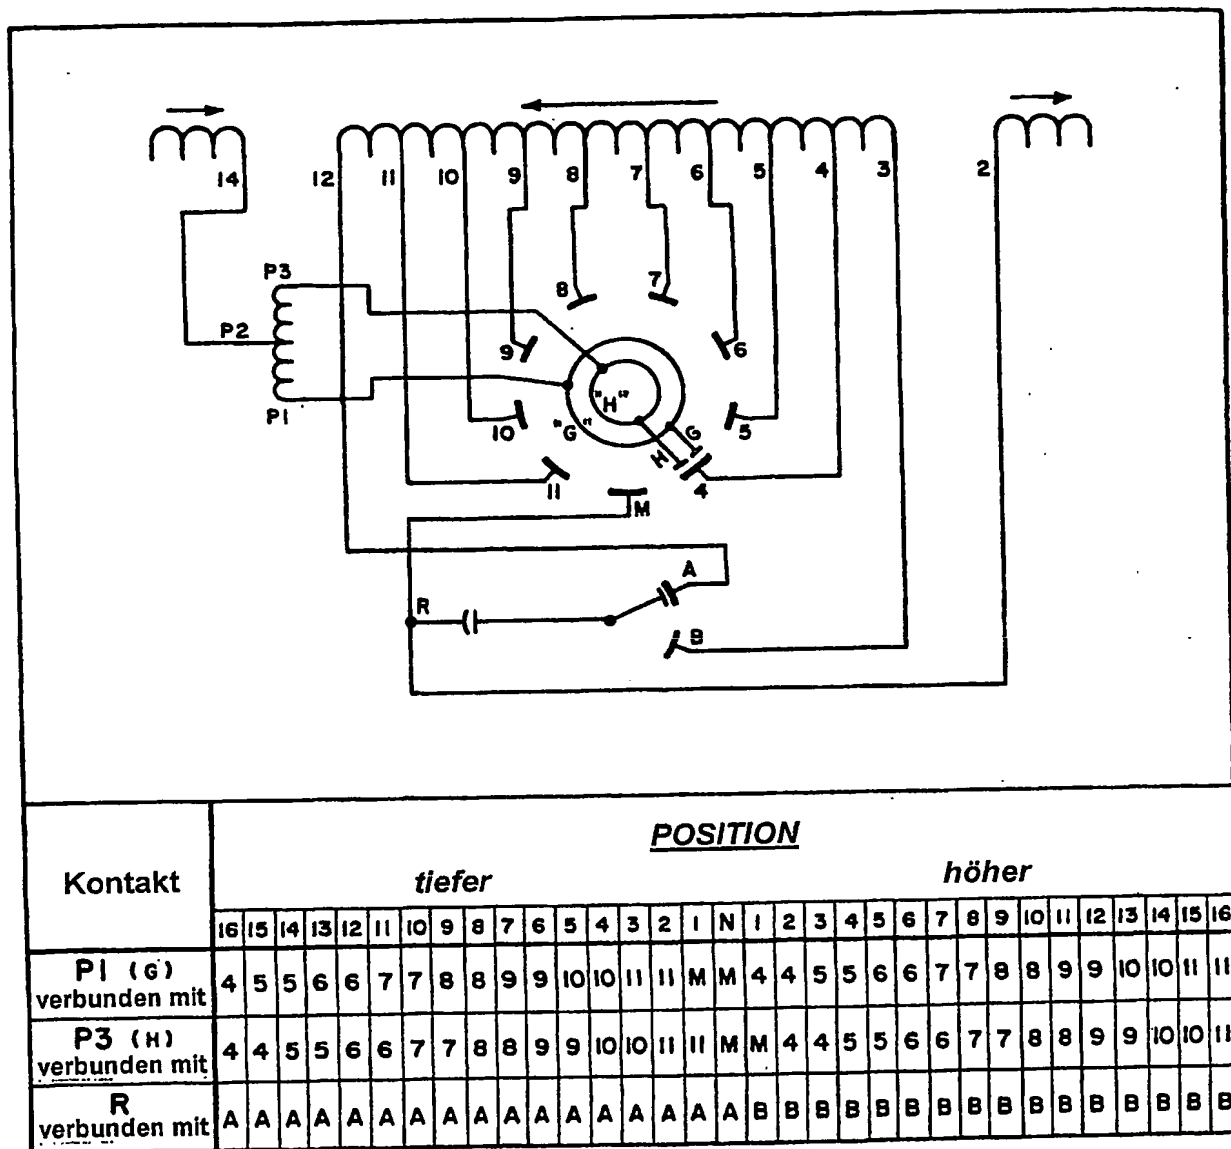 14 12 11 10 9 8 7 6 5 4 3 2
P3
8 7
P2
9 6
"H"
P1
10 "G" G 5
H
11 4
M
A
R
B
POSITION
Kontakt tiefer höher
16 15 14 13 12 11 10 9 8 7 6 5 4 3 2 1 N 1 2 3 4 5 6 7 8 9 10 11 12 13 14 15 16
P1 (G)
verbunden mit 4 5 5 6 6 7 7 8 8 9 9 10 10 11 11 M M 4 4 5 5 6 6 7 7 8 8 9 9 10 10 11 11
P3 (H)
verbunden mit 4 4 5 5 6 6 7 7 8 8 9 9 10 10 11 11 M M 4 4 5 5 6 6 7 7 8 8 9 9 10 10 11
R
verbunden mit A A A A A A A A A A A A A A A A A B B B B B B B B B B B B B B B B